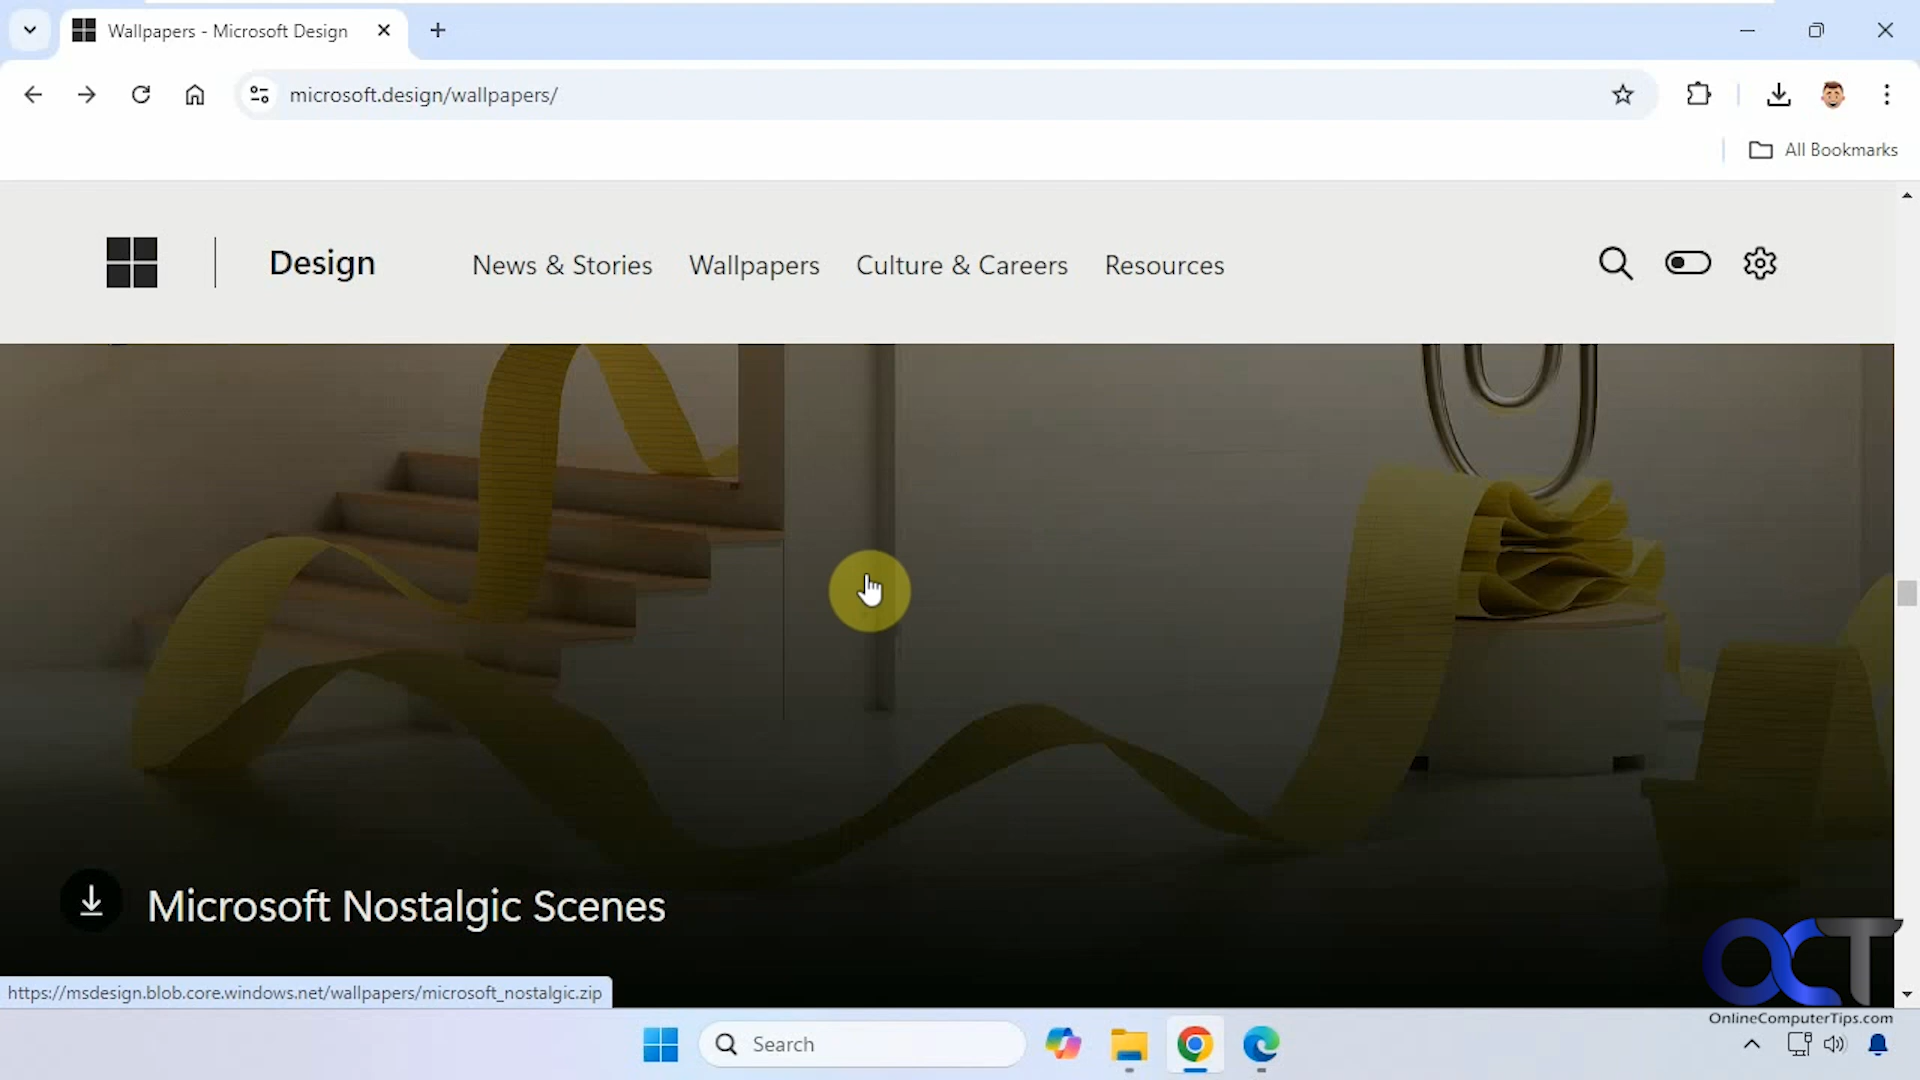 Wallpapers - Microsoft Design
microsoft.design/wallpapers/
All Bookmarks
Design
News & Stories
Wallpapers
Culture & Careers
Resources
Microsoft Nostalgic Scenes
https://msdesign.blob.core.windows.net/wallpapers/microsoft_nostalgic.zip
OCT
OnlineComputerTips.com
Search